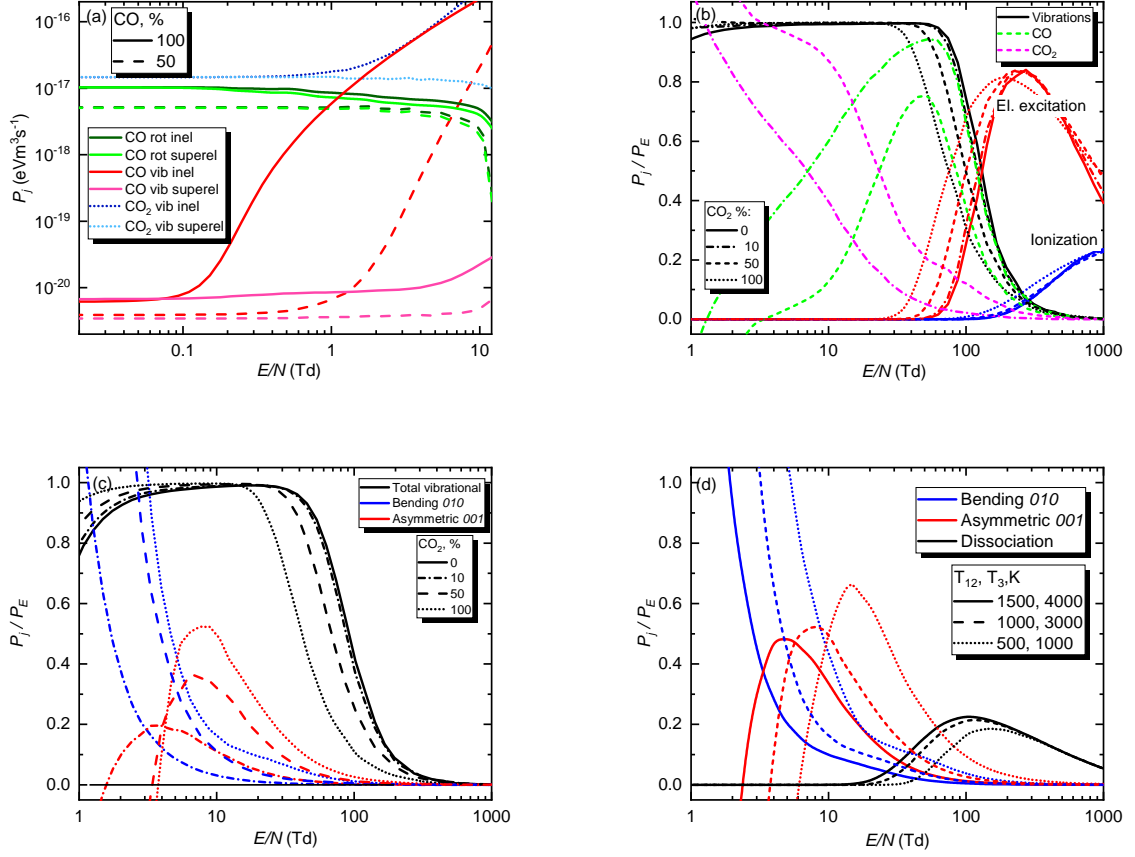 (a)
CO, %
100
50
CO rot inel
CO rot superel
CO vib inel
CO vib superel
CO₂ vib inel
CO₂ vib superel
10⁻¹⁶
10⁻¹⁷
10⁻¹⁸
10⁻¹⁹
10⁻²⁰
P_j (eVm³s⁻¹)
0.1 1 10
E/N (Td)
(b)
Vibrations
CO
CO₂
El. excitation
Ionization
CO₂ %:
0
10
50
100
1.0
0.8
0.6
0.4
0.2
0.0
P_j / P_E
1 10 100 1000
E/N (Td)
(c)
Total vibrational
Bending 010
Asymmetric 001
CO₂, %
0
10
50
100
1.0
0.8
0.6
0.4
0.2
0.0
P_j / P_E
1 10 100 1000
E/N (Td)
(d)
Bending 010
Asymmetric 001
Dissociation
T₁₂, T₃,K
1500, 4000
1000, 3000
500, 1000
1.0
0.8
0.6
0.4
0.2
0.0
P_j / P_E
1 10 100 1000
E/N (Td)